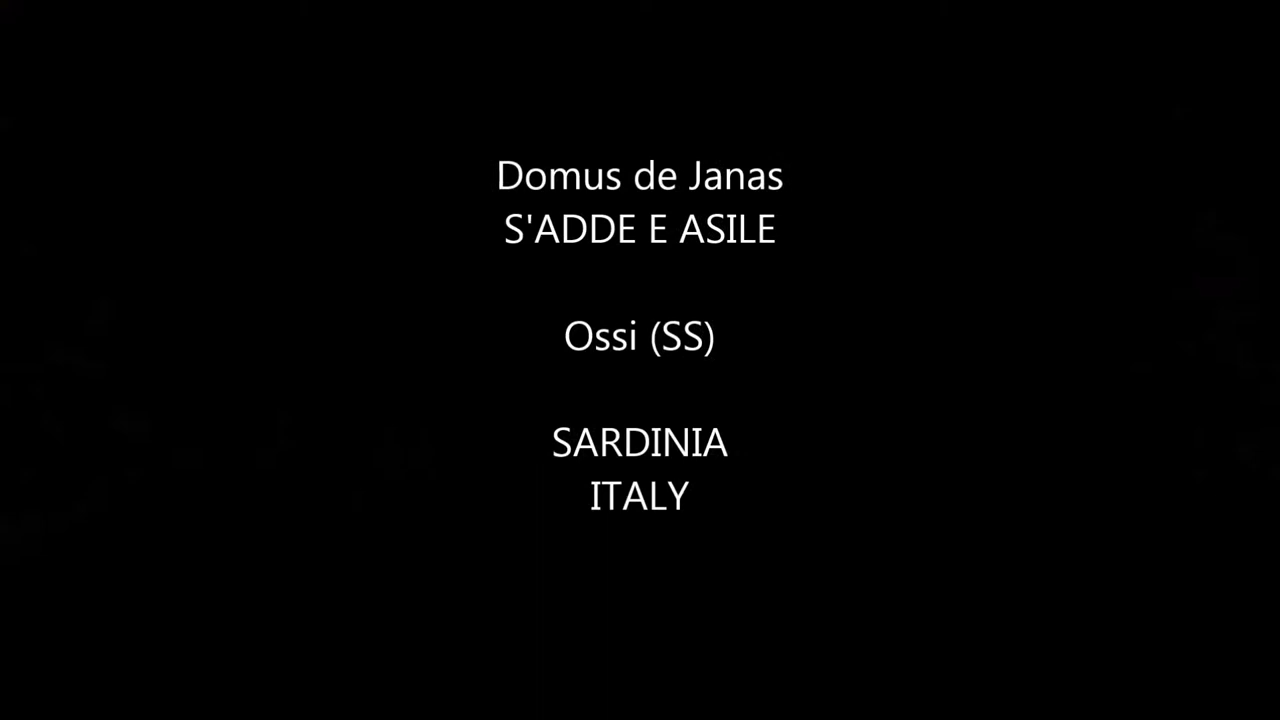 Domus de Janas
S'ADDE E ASILE
Ossi (SS)
SARDINIA
ITALY